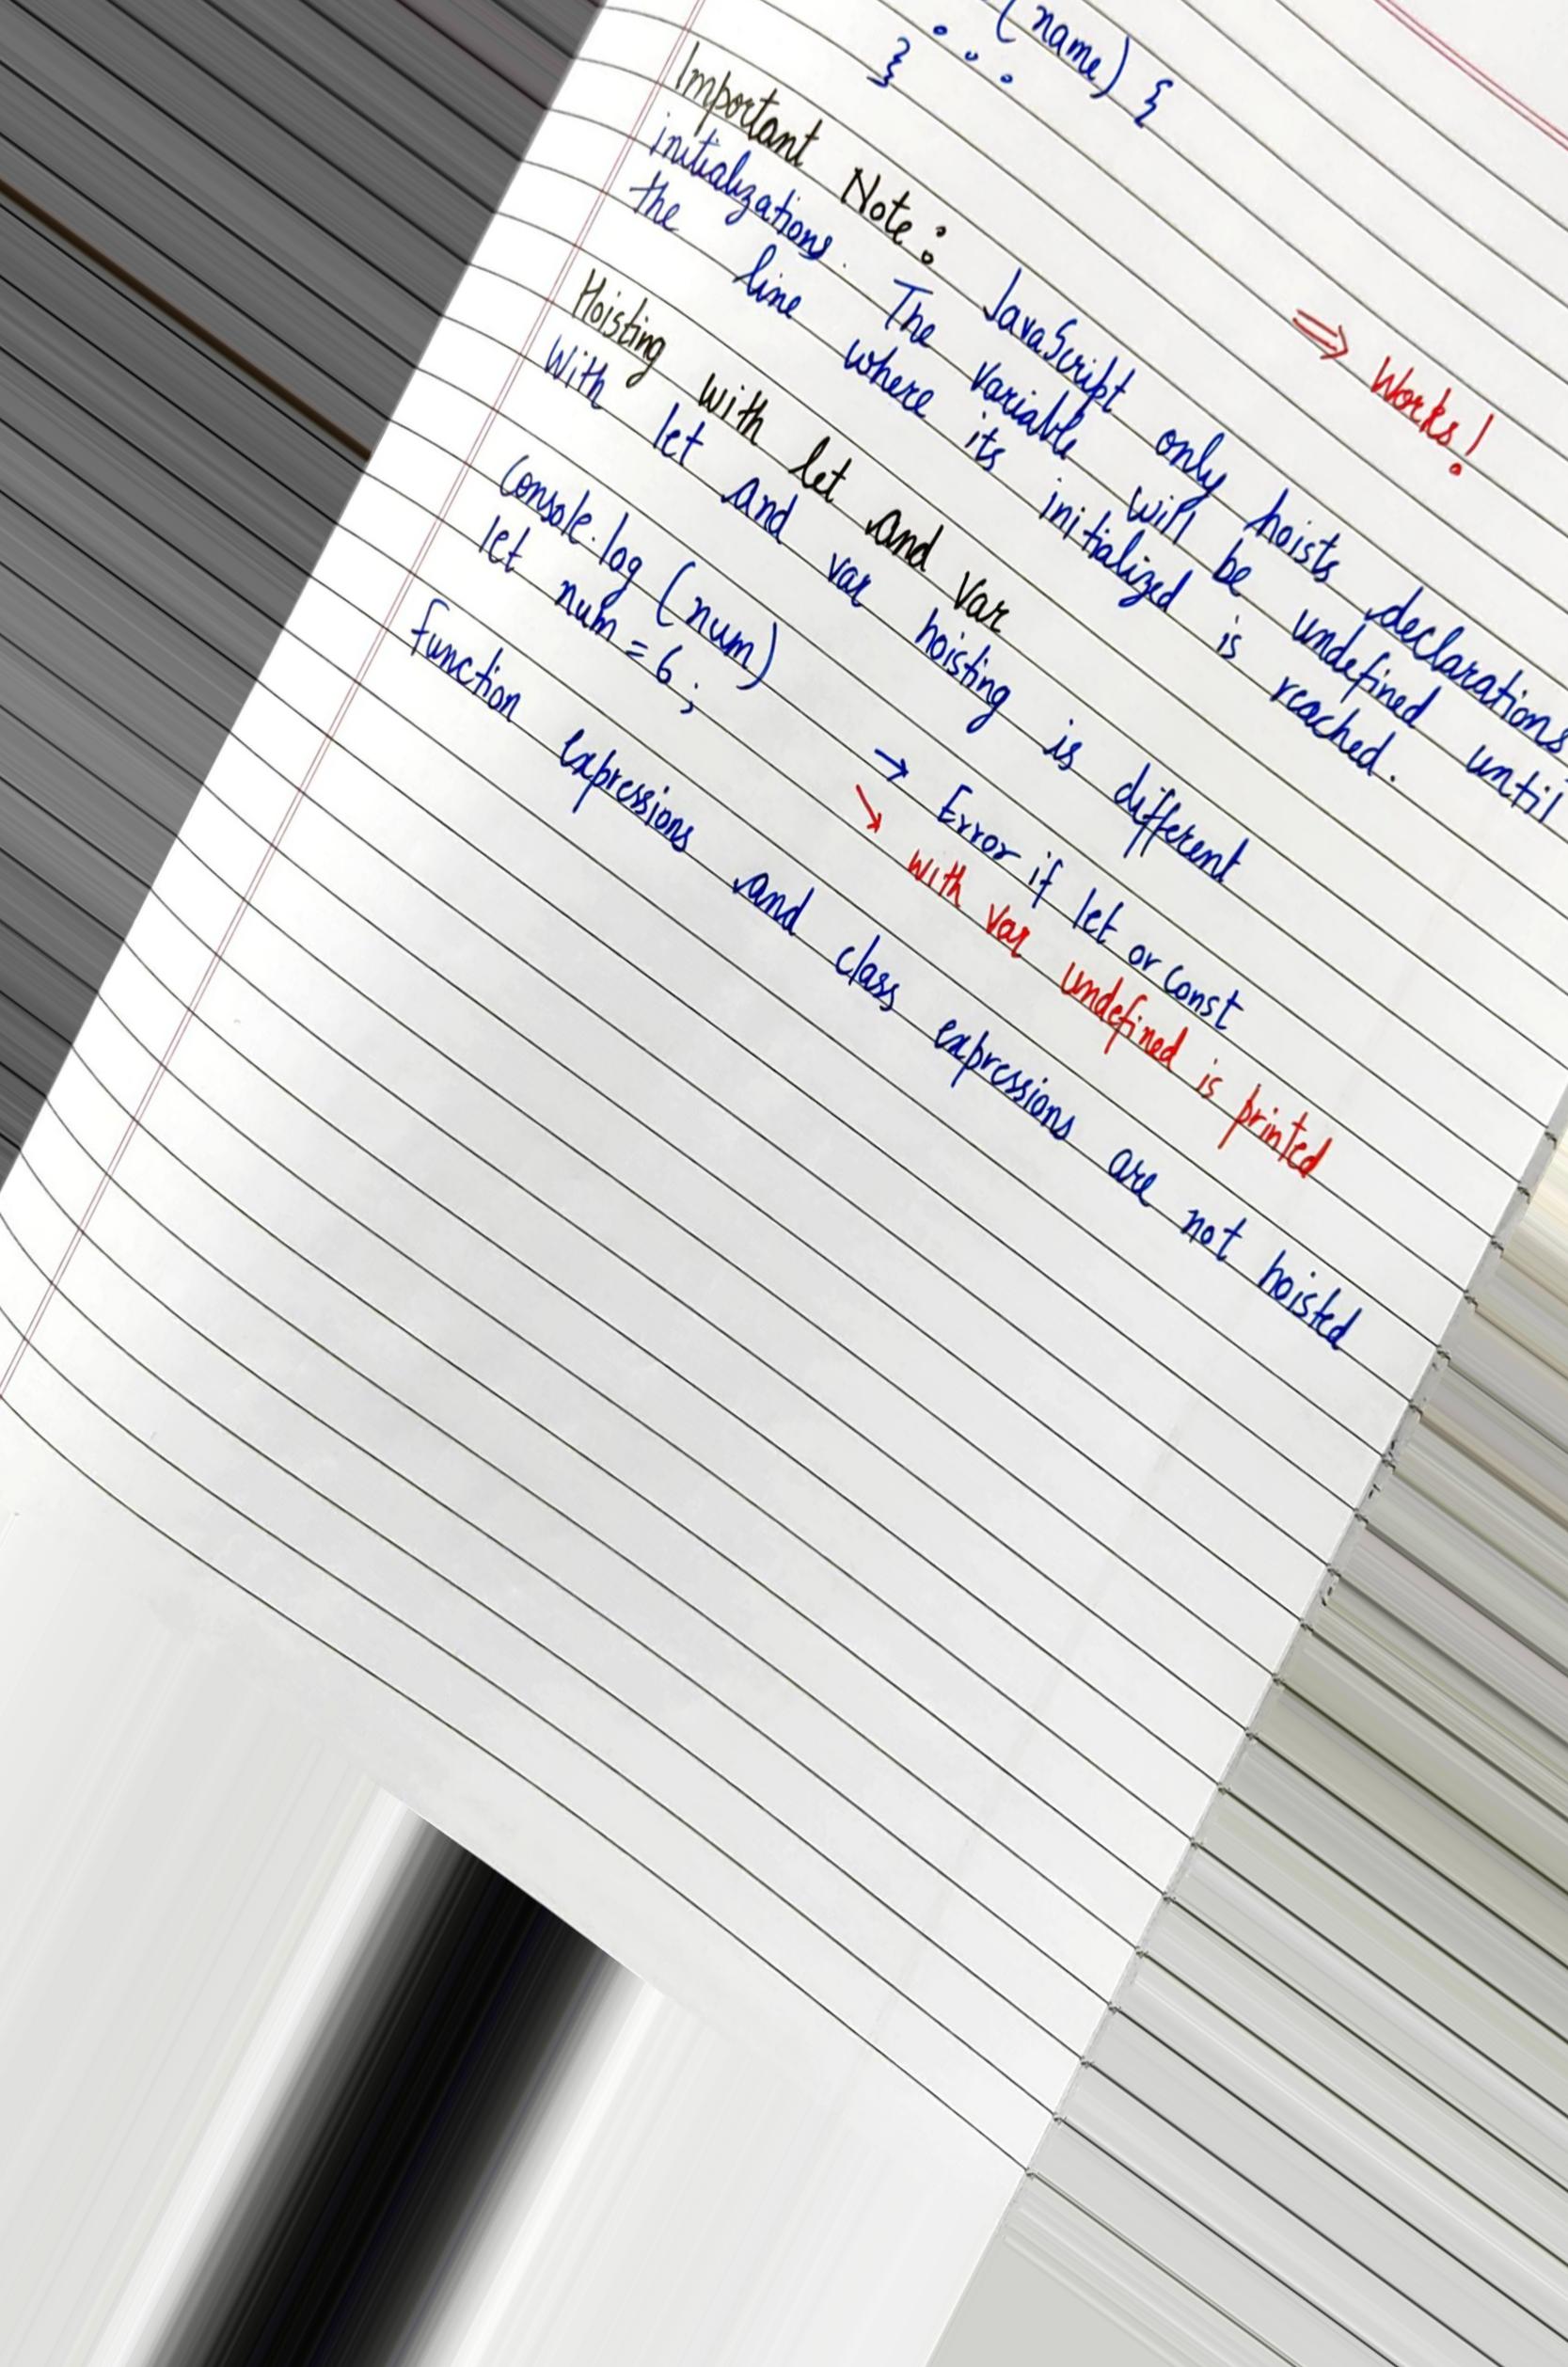 (name) {
. . .
}
⇒ Works!
Important Note: JavaScript only hoists declarations
initializations. The variable will be undefined until
the line where its initialized is reached.
Hoisting with let and var
With let and var hoisting is different
Console.log (num) → Error if let or const
let num = 6; ↘ with var undefined is printed
Function expressions and class expressions are not hoisted